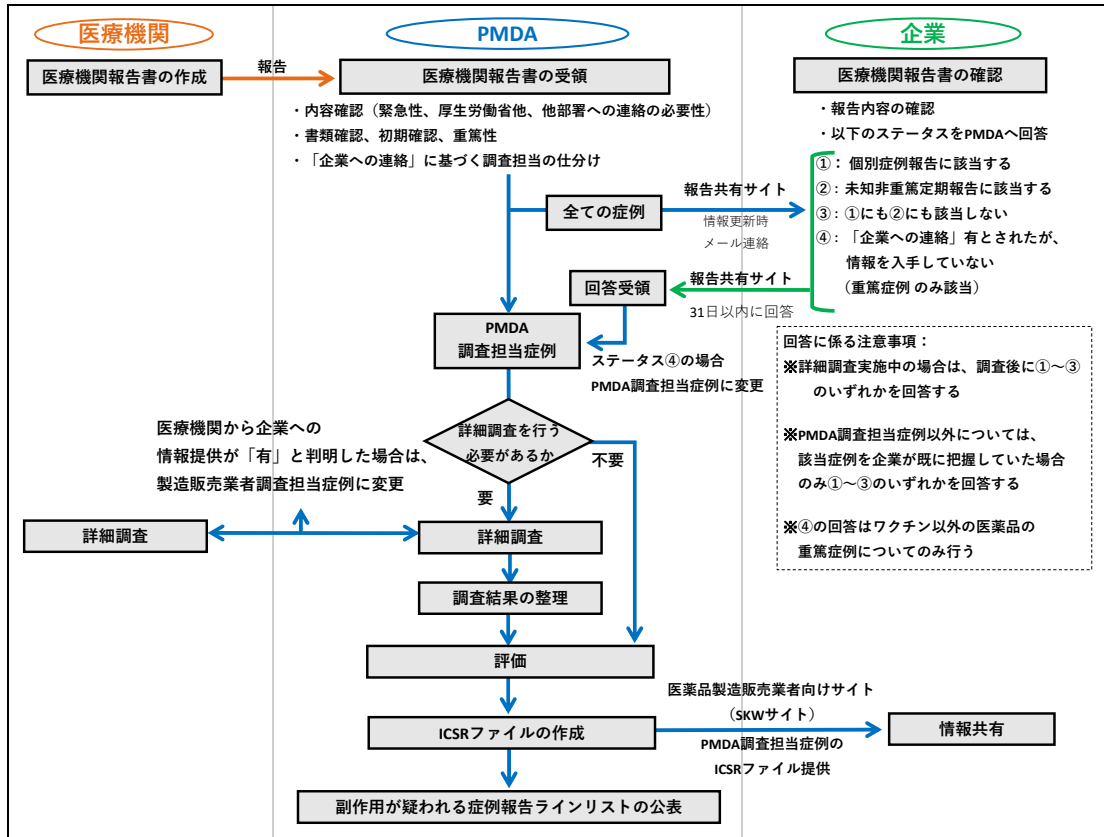 医療機関
PMDA
企業
医療機関報告書の作成
報告
医療機関報告書の受領
医療機関報告書の確認
・内容確認（緊急性、厚生労働省他、他部署への連絡の必要性）
・書類確認、初期確認、重篤性
・「企業への連絡」に基づく調査担当の仕分け
・報告内容の確認
・以下のステータスをPMDAへ回答
①： 個別症例報告に該当する
②：未知非重篤定期報告に該当する
③：①にも②にも該当しない
④：「企業への連絡」有とされたが、
情報を入手していない
（重篤症例 のみ該当）
全ての症例
報告共有サイト
情報更新時
メール連絡
回答受領
報告共有サイト
31日以内に回答
PMDA
調査担当症例
ステータス④の場合
PMDA調査担当症例に変更
回答に係る注意事項：
※詳細調査実施中の場合は、調査後に①～③
のいずれかを回答する
※PMDA調査担当症例以外については、
該当症例を企業が既に把握していた場合
のみ①～③のいずれかを回答する
※④の回答はワクチン以外の医薬品の
重篤症例についてのみ行う
詳細調査を行う
必要があるか
不要
要
医療機関から企業への
情報提供が「有」と判明した場合は、
製造販売業者調査担当症例に変更
詳細調査
詳細調査
調査結果の整理
評価
ICSRファイルの作成
医薬品製造販売業者向けサイト
（SKWサイト）
PMDA調査担当症例の
ICSRファイル提供
情報共有
副作用が疑われる症例報告ラインリストの公表